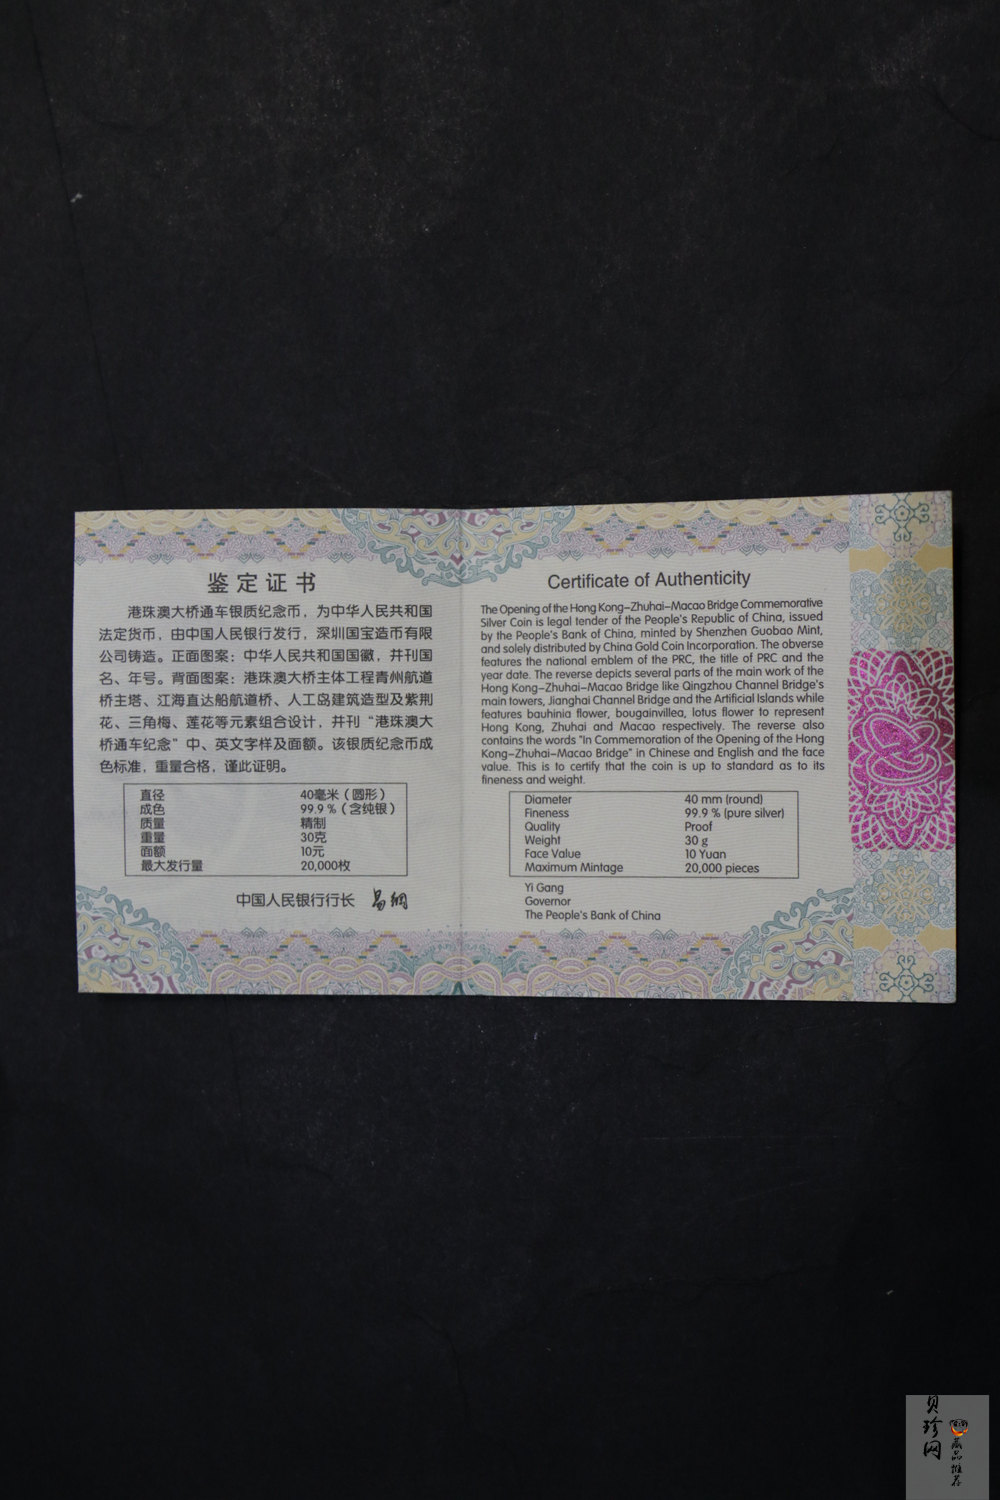 鉴定证书
港珠澳大桥通车银质纪念币，为中华人民共和国
法定货币，由中国人民银行发行，深圳国宝造币有限
公司铸造。正面图案：中华人民共和国国徽，并刊国
名、年号。背面图案：港珠澳大桥主体工程青州航道
桥主塔、江海直达船航道桥、人工岛建筑造型及紫荆
花、三角梅、莲花等元素组合设计，并刊“港珠澳大
桥通车纪念”中、英文字样及面额。该银质纪念币成
色标准，重量合格，谨此证明。
直径 40毫米（圆形）
成色 99.9 %（含纯银）
质量 精制
重量 30克
面额 10元
最大发行量 20,000枚
中国人民银行行长 易纲
Certificate of Authenticity
The Opening of the Hong Kong–Zhuhai–Macao Bridge Commemorative
Silver Coin is legal tender of the People's Republic of China, issued
by the People's Bank of China, minted by Shenzhen Guobao Mint,
and solely distributed by China Gold Coin Incorporation. The obverse
features the national emblem of the PRC, the title of PRC and the
year date. The reverse depicts several parts of the main work of the
Hong Kong–Zhuhai–Macao Bridge like Qingzhou Channel Bridge's
main towers, Jianghai Channel Bridge and the Artificial Islands while
features bauhinia flower, bougainvillea, lotus flower to represent
Hong Kong, Zhuhai and Macao respectively. The reverse also
contains the words "In Commemoration of the Opening of the Hong
Kong–Zhuhai–Macao Bridge" in Chinese and English and the face
value. This is to certify that the coin is up to standard as to its
fineness and weight.
Diameter 40 mm (round)
Fineness 99.9 % (pure silver)
Quality Proof
Weight 30 g
Face Value 10 Yuan
Maximum Mintage 20,000 pieces
Yi Gang
Governor
The People's Bank of China
贝珍网
藏品推荐